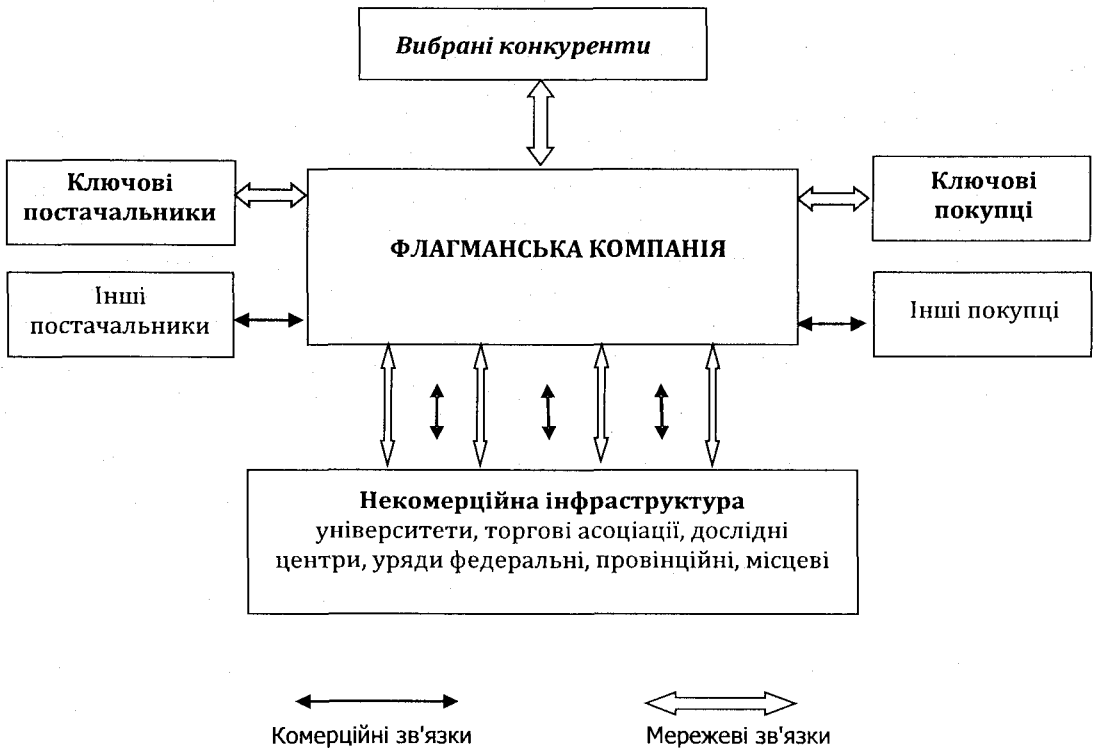 Вибрані конкуренти
Ключові
постачальники
ФЛАГМАНСЬКА КОМПАНІЯ
Ключові
покупці
Інші
постачальники
Інші покупці
Некомерційна інфраструктура
університети, торгові асоціації, дослідні
центри, уряди федеральні, провінційні, місцеві
Комерційні зв'язки
Мережеві зв'язки